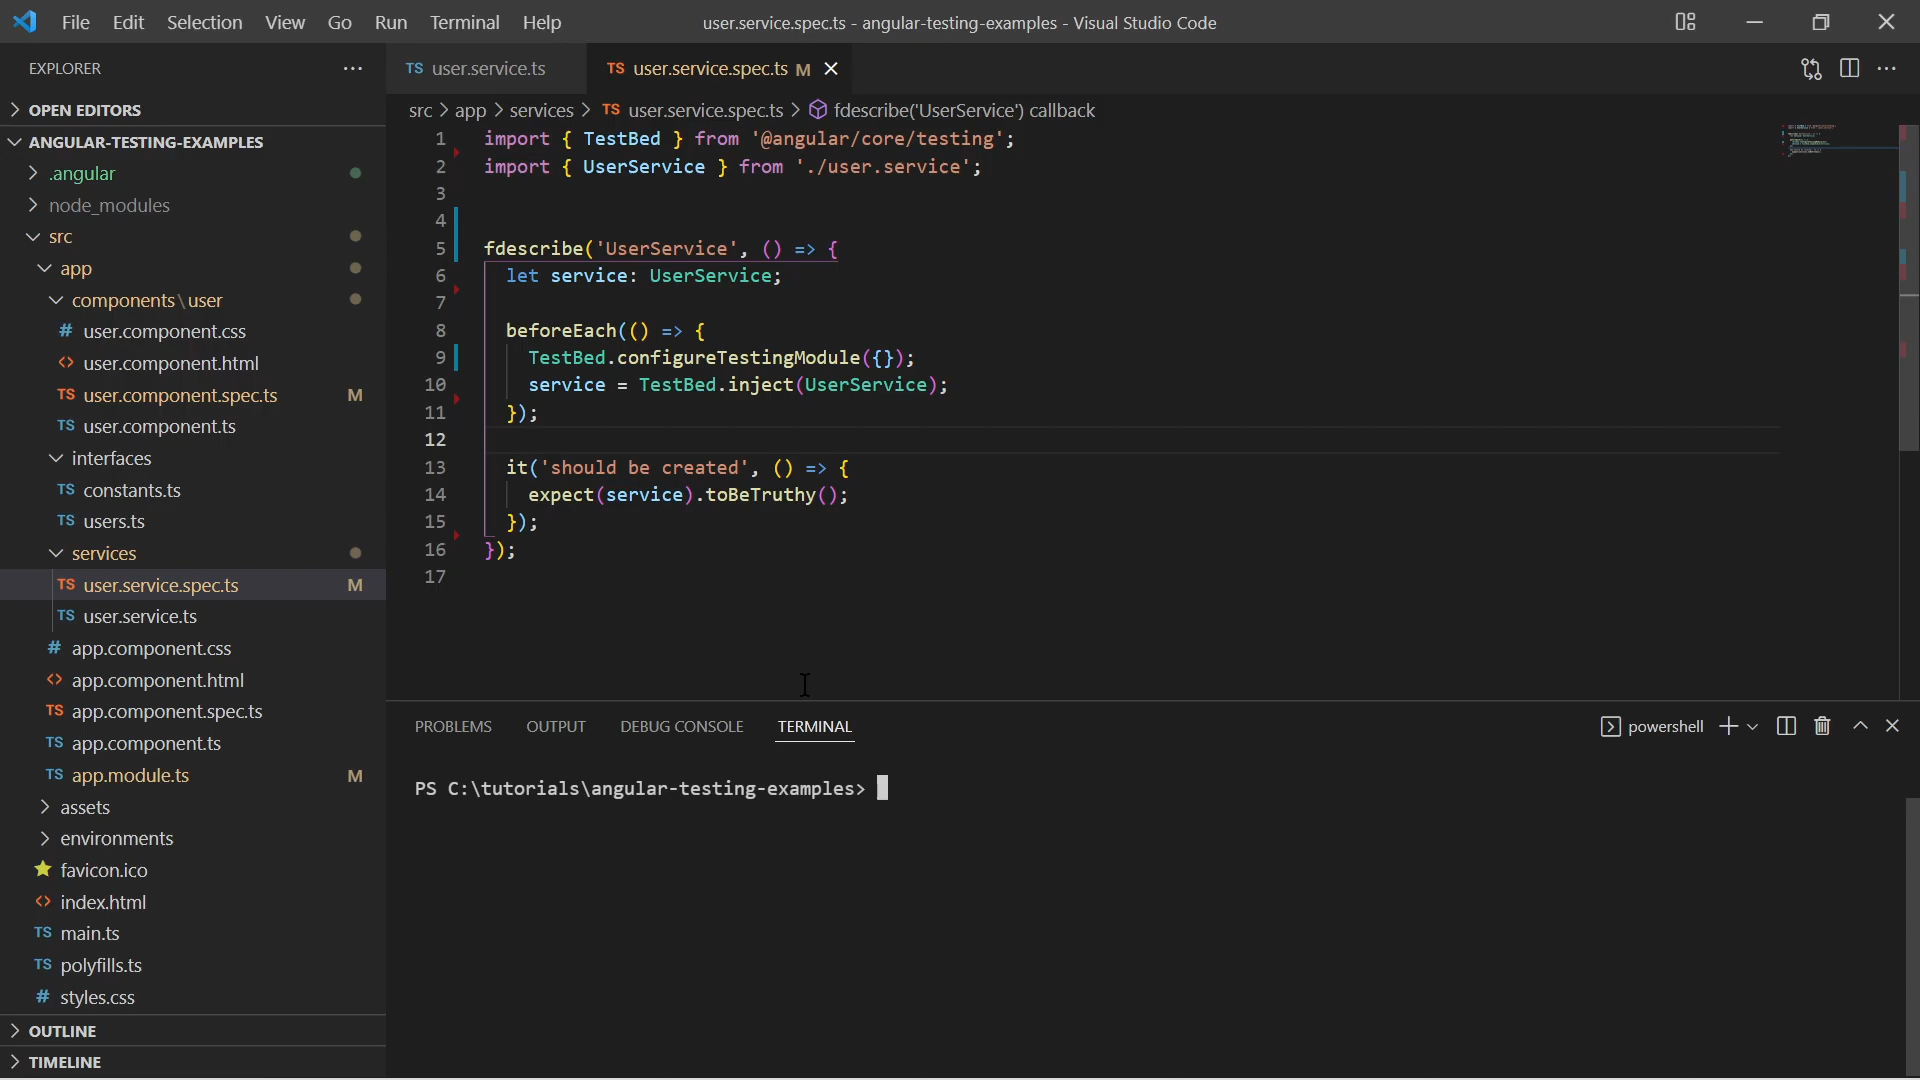 File Edit Selection View Go Run Terminal Help
user.service.spec.ts - angular-testing-examples - Visual Studio Code
EXPLORER
OPEN EDITORS
ANGULAR-TESTING-EXAMPLES
.angular
node_modules
src
app
components\user
# user.component.css
<> user.component.html
TS user.component.spec.ts M
TS user.component.ts
interfaces
TS constants.ts
TS users.ts
services
TS user.service.spec.ts M
TS user.service.ts
# app.component.css
<> app.component.html
TS app.component.spec.ts
TS app.component.ts
TS app.module.ts M
assets
environments
favicon.ico
<> index.html
TS main.ts
TS polyfills.ts
# styles.css
OUTLINE
TIMELINE
TS user.service.ts
TS user.service.spec.ts M
src > app > services > TS user.service.spec.ts > fdescribe('UserService') callback
1 import { TestBed } from '@angular/core/testing';
2 import { UserService } from './user.service';
3
4
5 fdescribe('UserService', () => {
6 let service: UserService;
7
8 beforeEach(() => {
9 TestBed.configureTestingModule({});
10 service = TestBed.inject(UserService);
11 });
12
13 it('should be created', () => {
14 expect(service).toBeTruthy();
15 });
16 });
17
PROBLEMS OUTPUT DEBUG CONSOLE TERMINAL
powershell
PS C:\tutorials\angular-testing-examples>